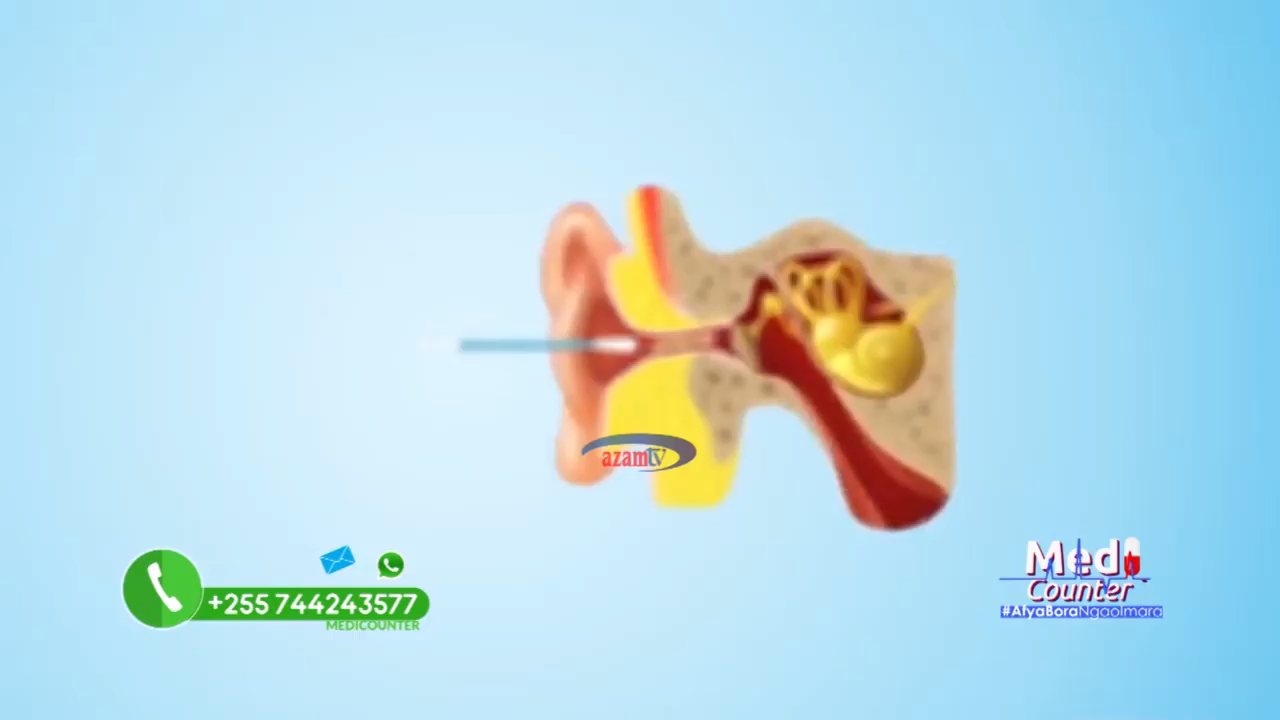 azamtv
+255 744243577
MEDICOUNTER
Medi
Counter
#AfyaBoraNgaoImara